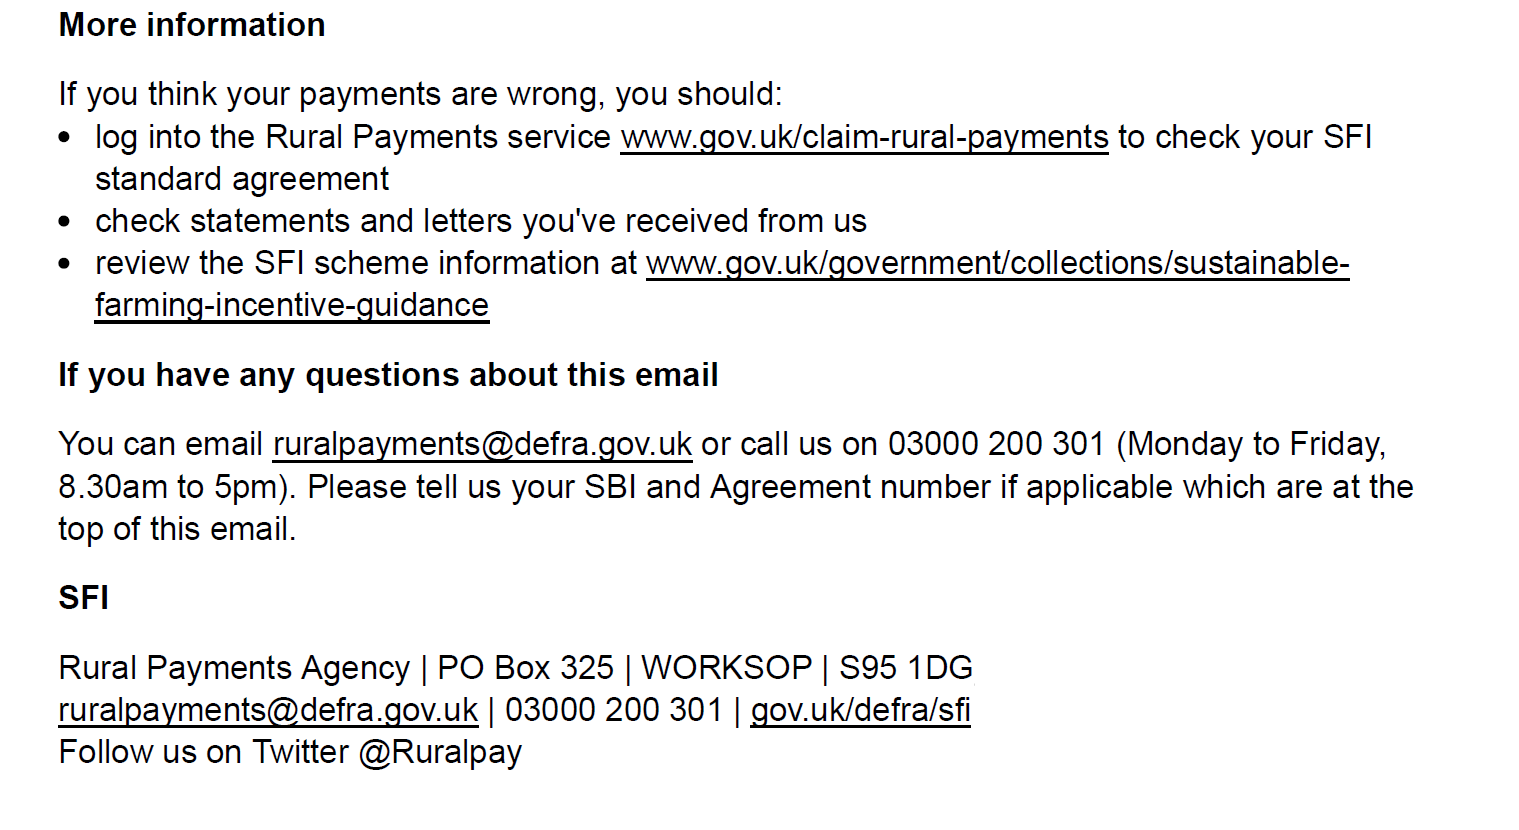 More information
If you think your payments are wrong, you should:
• log into the Rural Payments service www.gov.uk/claim-rural-payments to check your SFI
standard agreement
• check statements and letters you've received from us
• review the SFI scheme information at www.gov.uk/government/collections/sustainable-
farming-incentive-guidance
If you have any questions about this email
You can email ruralpayments@defra.gov.uk or call us on 03000 200 301 (Monday to Friday,
8.30am to 5pm). Please tell us your SBI and Agreement number if applicable which are at the
top of this email.
SFI
Rural Payments Agency | PO Box 325 | WORKSOP | S95 1DG
ruralpayments@defra.gov.uk | 03000 200 301 | gov.uk/defra/sfi
Follow us on Twitter @Ruralpay